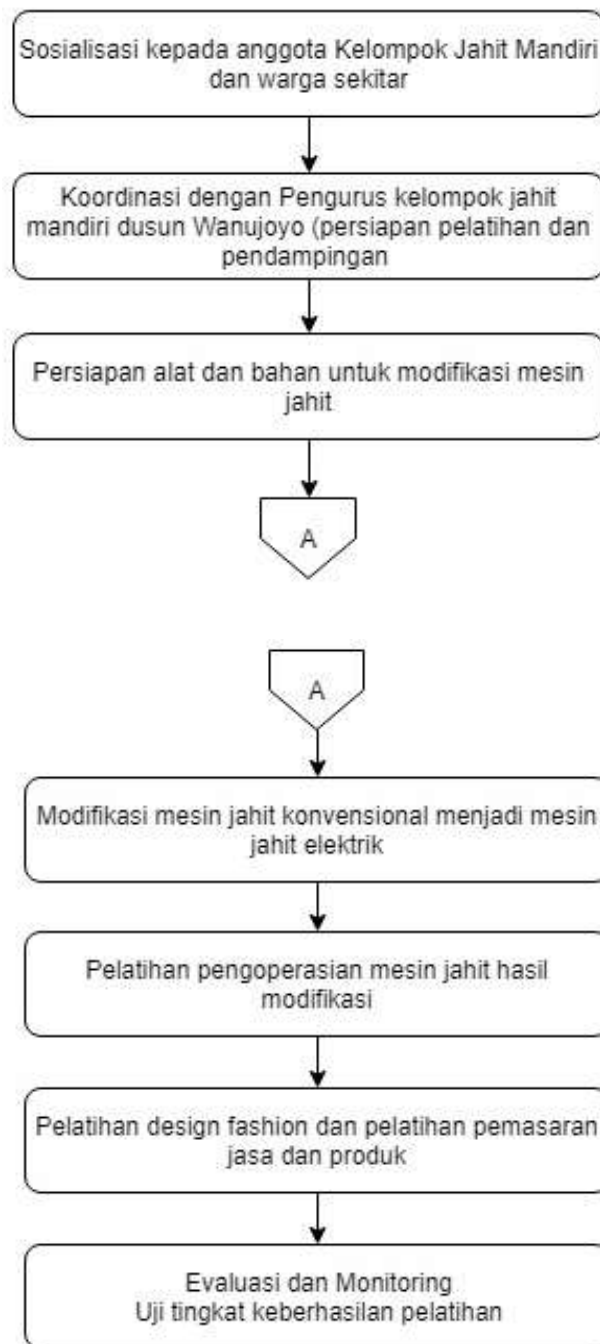 Sosialisasi kepada anggota Kelompok Jahit Mandiri
dan warga sekitar
Koordinasi dengan Pengurus kelompok jahit
mandiri dusun Wanujoyo (persiapan pelatihan dan
pendampingan
Persiapan alat dan bahan untuk modifikasi mesin
jahit
A
A
Modifikasi mesin jahit konvensional menjadi mesin
jahit elektrik
Pelatihan pengoperasian mesin jahit hasil
modifikasi
Pelatihan design fashion dan pelatihan pemasaran
jasa dan produk
Evaluasi dan Monitoring
Uji tingkat keberhasilan pelatihan